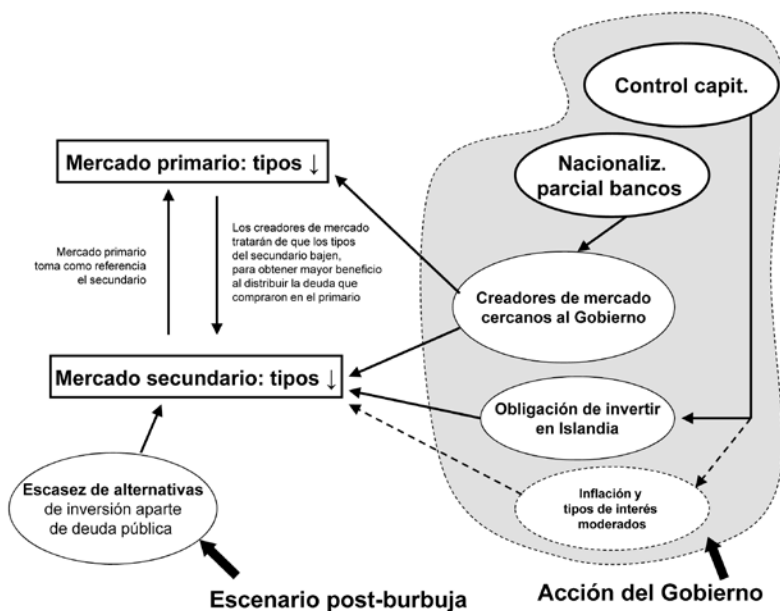 Control capit.
Mercado primario: tipos ↓
Nacionaliz.
parcial bancos
Mercado primario
toma como referencia
el secundario
Los creadores de mercado
tratarán de que los tipos
del secundario bajen,
para obtener mayor beneficio
al distribuir la deuda que
compraron en el primario
Creadores de mercado
cercanos al Gobierno
Mercado secundario: tipos ↓
Obligación de invertir
en Islandia
Escasez de alternativas
de inversión aparte
de deuda pública
Inflación y
tipos de interés
moderados
Escenario post-burbuja
Acción del Gobierno